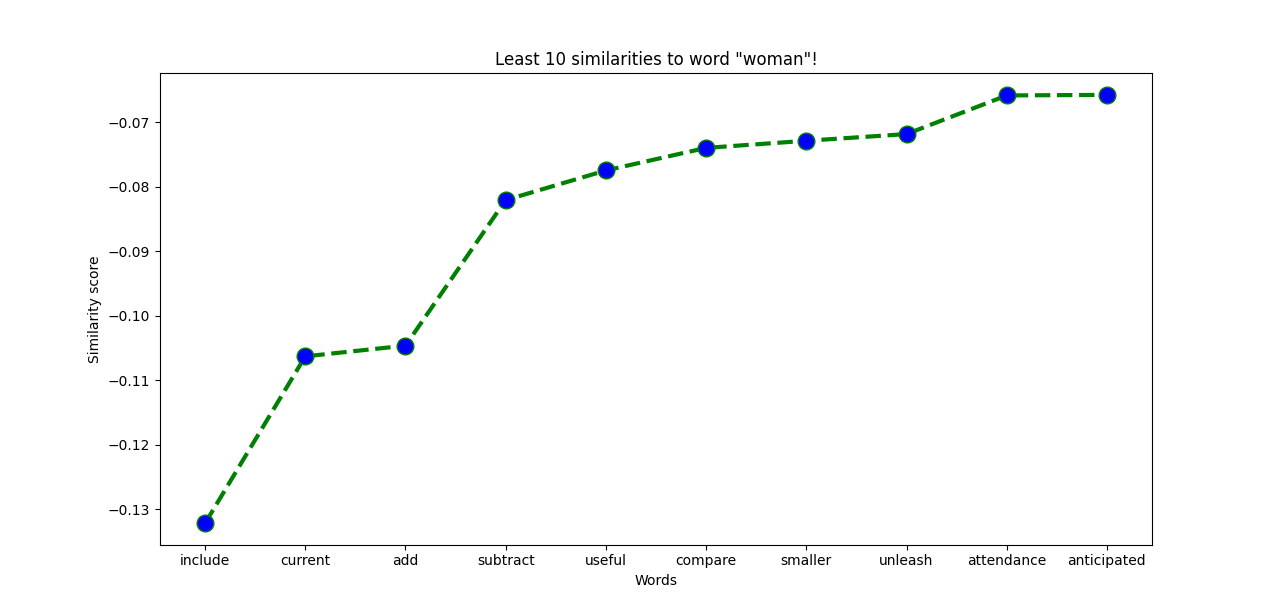 Least 10 similarities to word "woman"!
Similarity score
−0.07
−0.08
−0.09
−0.10
−0.11
−0.12
−0.13
include current add subtract useful compare smaller unleash attendance anticipated
Words